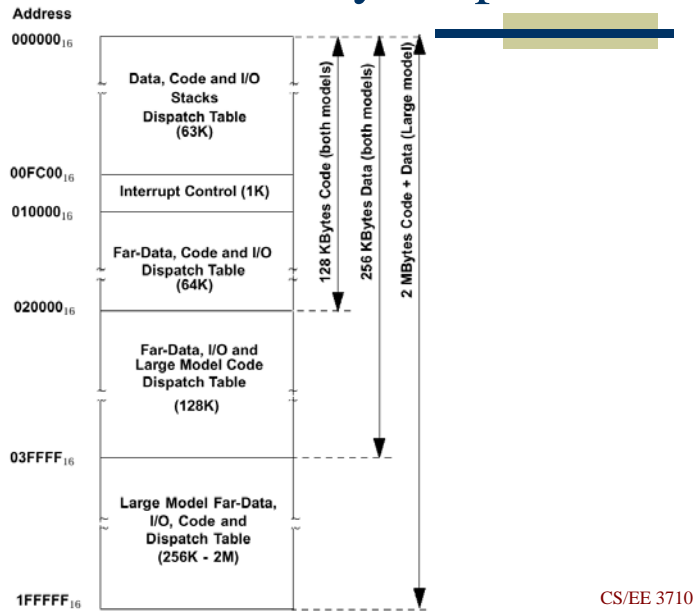 Address
000000₁₆
Data, Code and I/O
Stacks
Dispatch Table
(63K)
00FC00₁₆
Interrupt Control (1K)
010000₁₆
Far-Data, Code and I/O
Dispatch Table
(64K)
020000₁₆
Far-Data, I/O and
Large Model Code
Dispatch Table
(128K)
03FFFF₁₆
Large Model Far-Data,
I/O, Code and
Dispatch Table
(256K - 2M)
1FFFFF₁₆
128 KBytes Code (both models)
256 KBytes Data (both models)
2 MBytes Code + Data (Large model)
CS/EE 3710